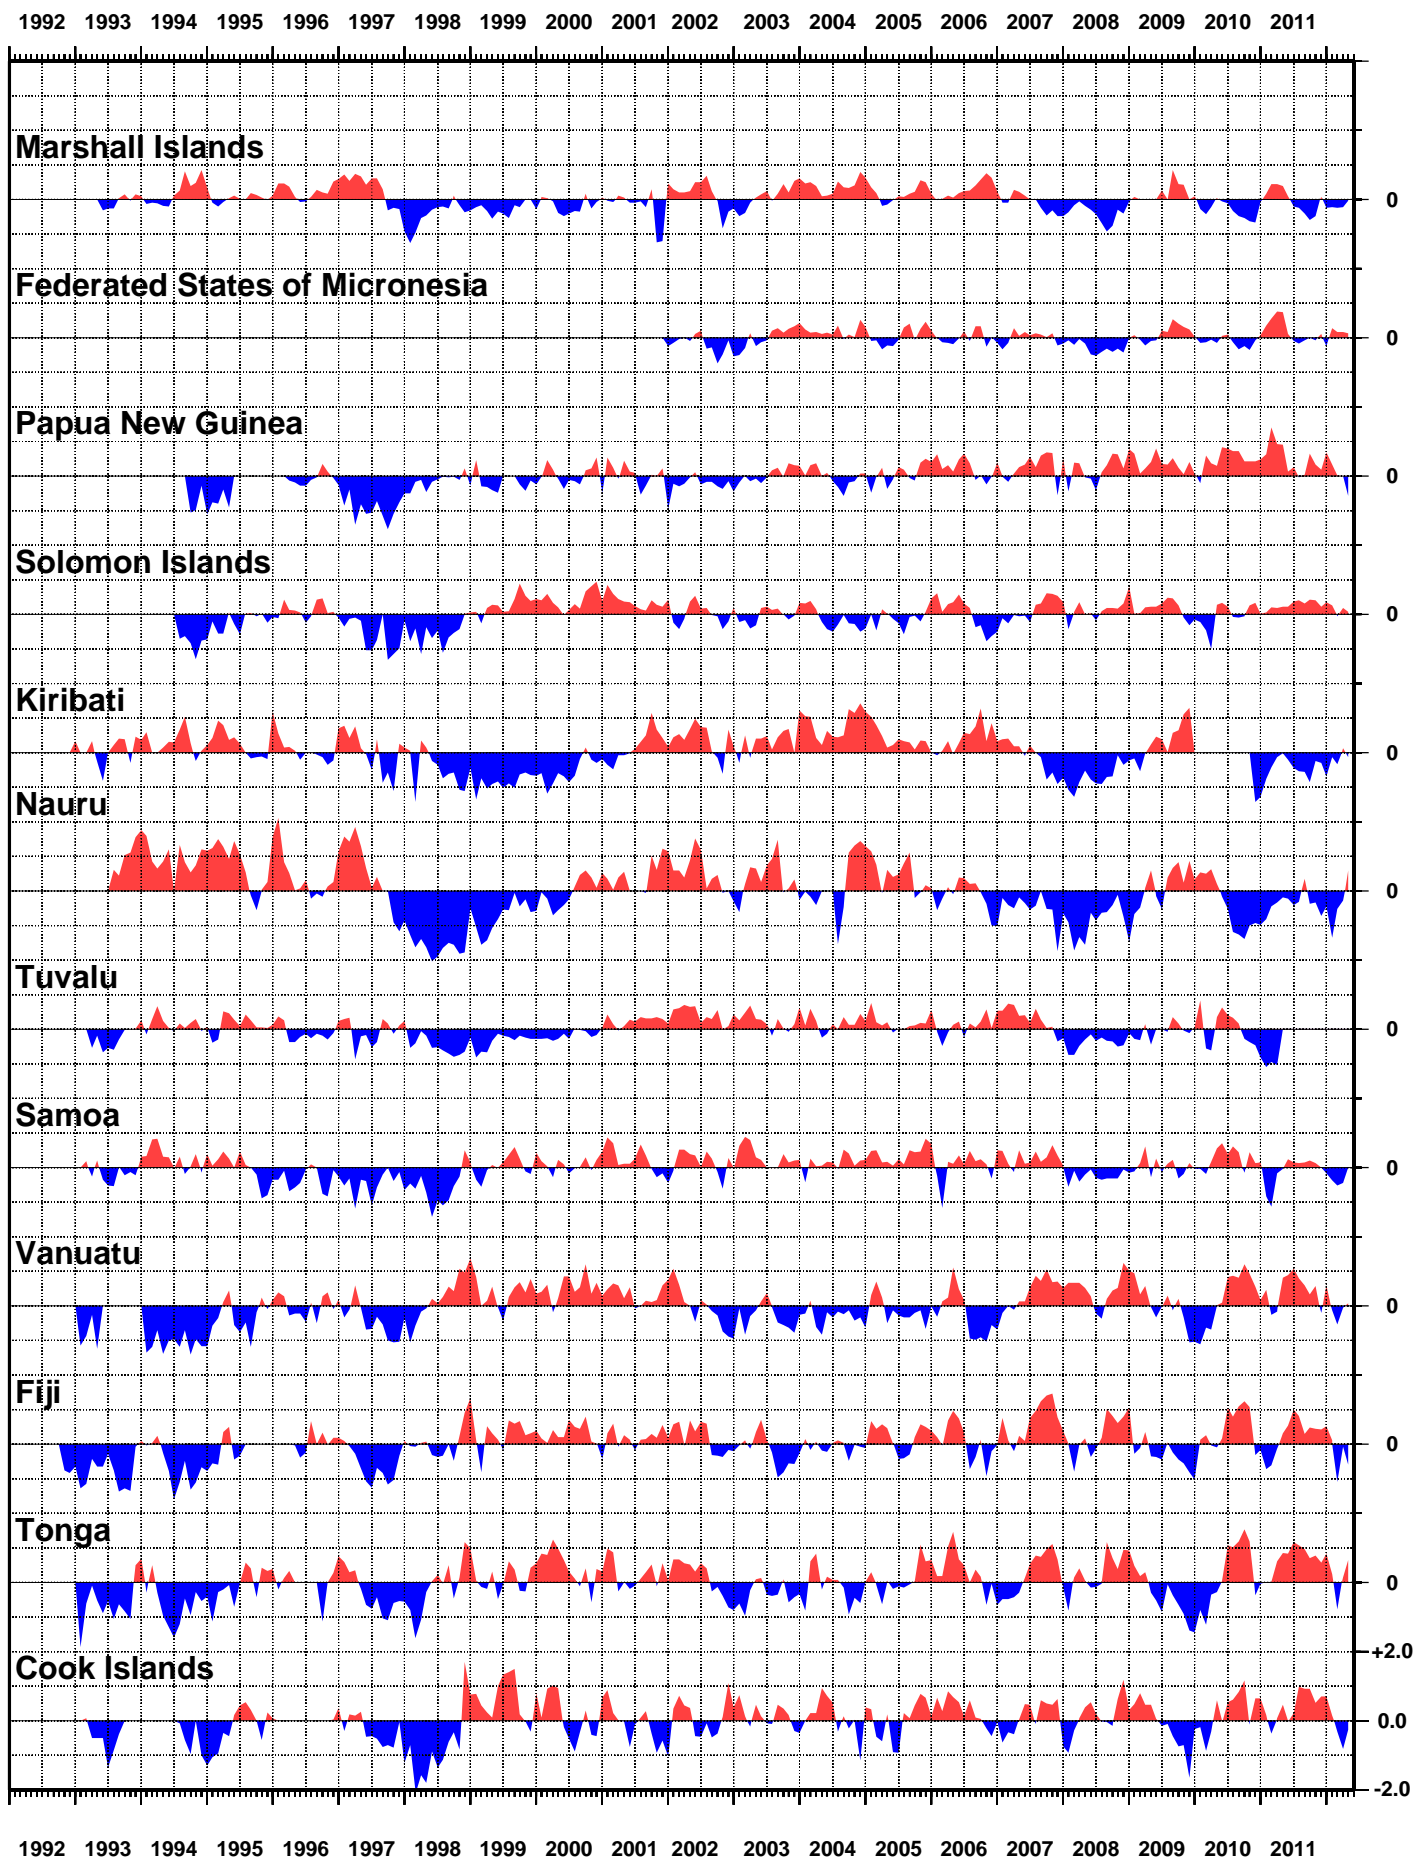 1992 1993 1994 1995 1996 1997 1998 1999 2000 2001 2002 2003 2004 2005 2006 2007 2008 2009 2010 2011
Marshall Islands
0
Federated States of Micronesia
0
Papua New Guinea
0
Solomon Islands
0
Kiribati
0
Nauru
0
Tuvalu
0
Samoa
0
Vanuatu
0
Fiji
0
Tonga
0
+2.0
Cook Islands
0.0
-2.0
1992 1993 1994 1995 1996 1997 1998 1999 2000 2001 2002 2003 2004 2005 2006 2007 2008 2009 2010 2011